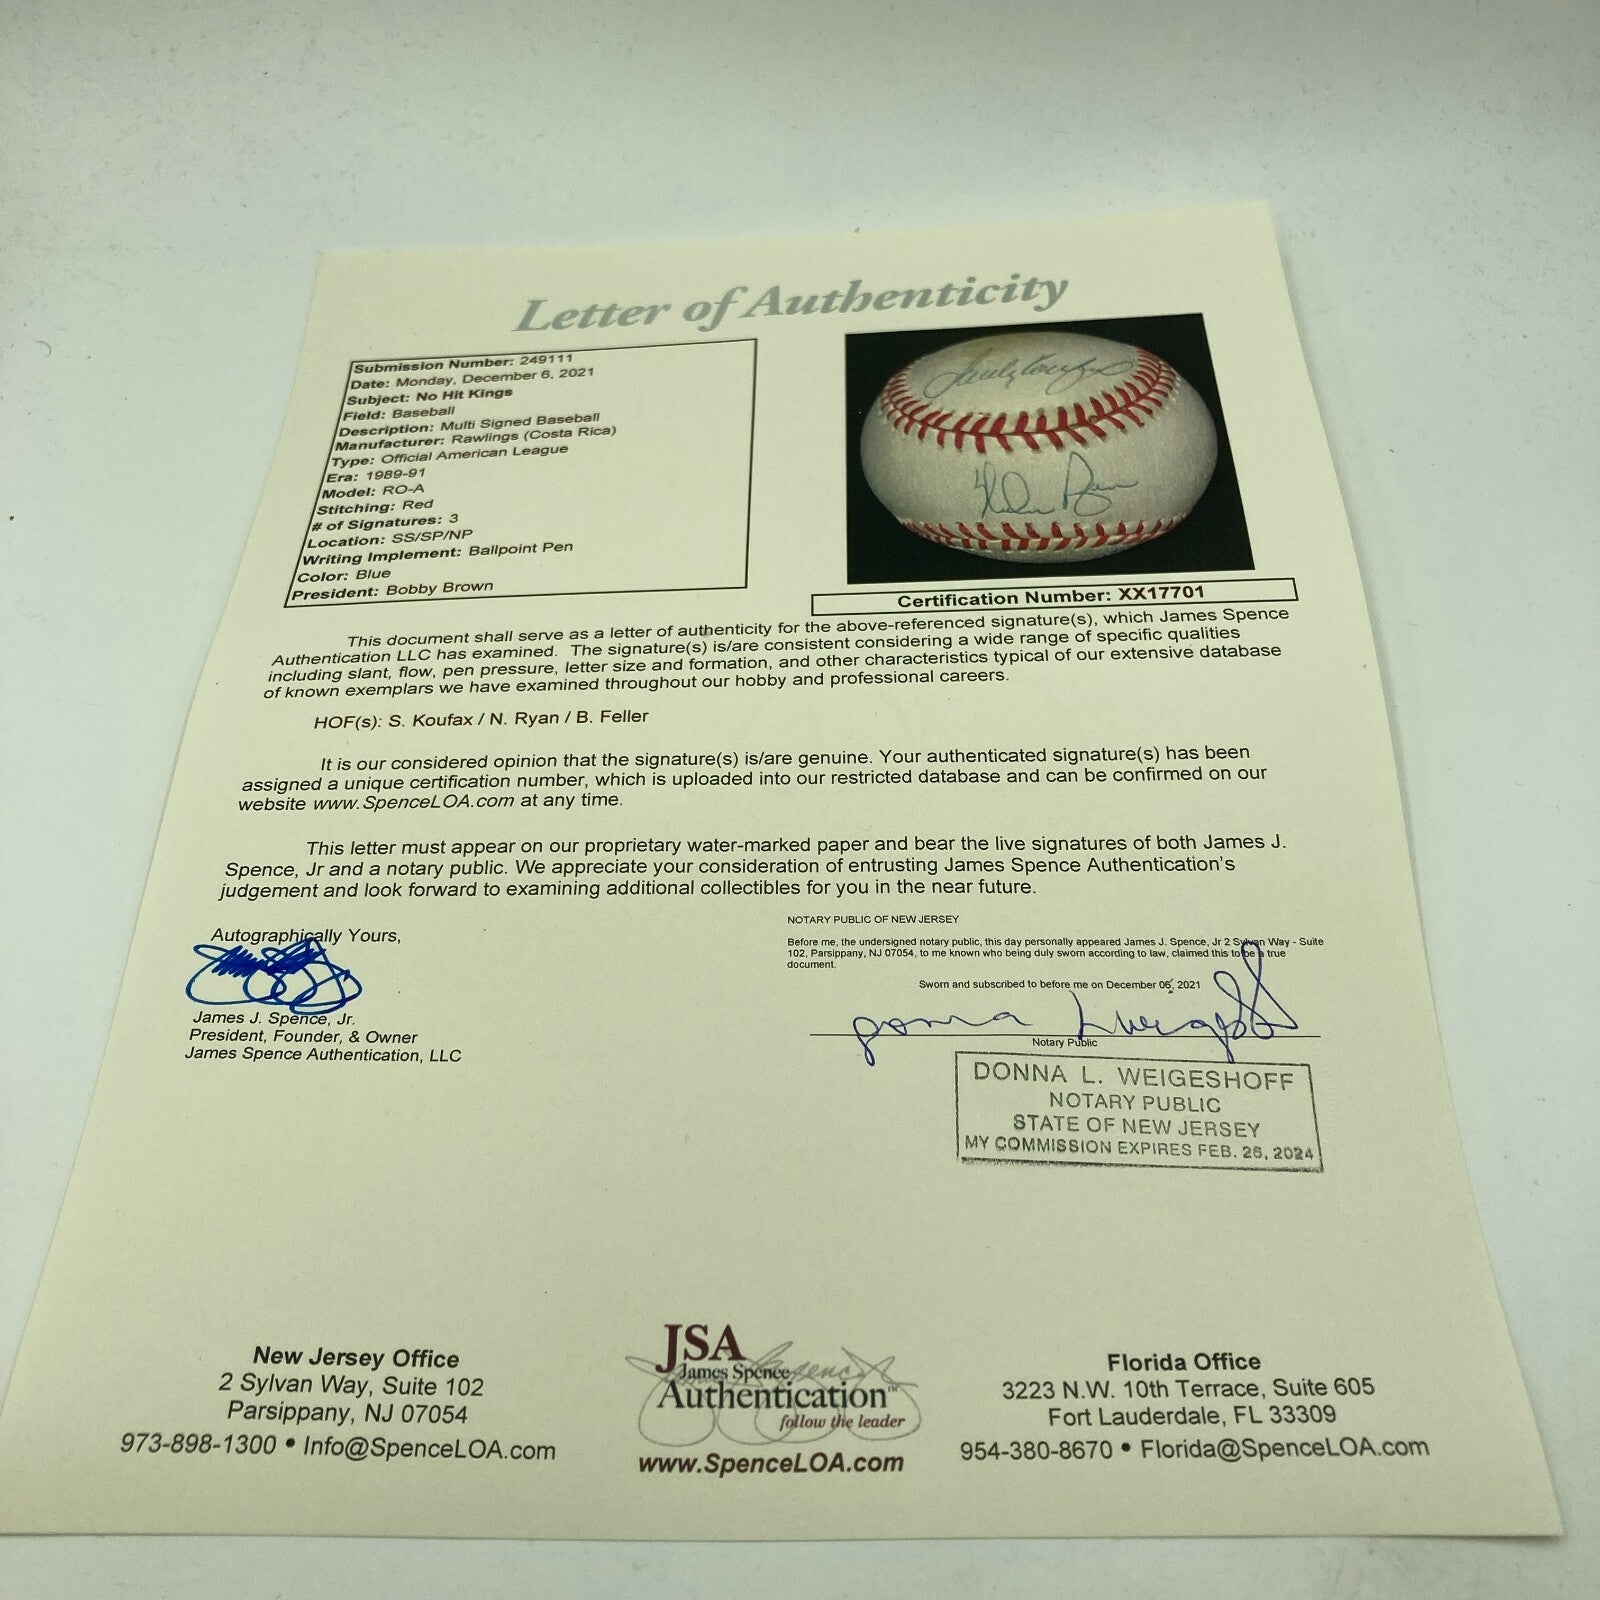 Letter of Authenticity
Submission Number: 249111
Date: Monday, December 6, 2021
Subject: No Hit Kings
Field: Baseball
Description: Multi Signed Baseball
Manufacturer: Rawlings (Costa Rica)
Type: Official American League
Era: 1989-91
Model: RO-A
Stitching: Red
# of Signatures: 3
Location: SS/SP/NP
Writing Implement: Ballpoint Pen
Color: Blue
President: Bobby Brown
Sandy Koufax
Nolan Ryan
Certification Number: XX17701
This document shall serve as a letter of authenticity for the above-referenced signature(s), which James Spence
Authentication LLC has examined. The signature(s) is/are consistent considering a wide range of specific qualities
including slant, flow, pen pressure, letter size and formation, and other characteristics typical of our extensive database
of known exemplars we have examined throughout our hobby and professional careers.
HOF(s): S. Koufax / N. Ryan / B. Feller
It is our considered opinion that the signature(s) is/are genuine. Your authenticated signature(s) has been
assigned a unique certification number, which is uploaded into our restricted database and can be confirmed on our
website www.SpenceLOA.com at any time.
This letter must appear on our proprietary water-marked paper and bear the live signatures of both James J.
Spence, Jr and a notary public. We appreciate your consideration of entrusting James Spence Authentication's
judgement and look forward to examining additional collectibles for you in the near future.
Autographically Yours,
James J. Spence, Jr.
President, Founder, & Owner
James Spence Authentication, LLC
NOTARY PUBLIC OF NEW JERSEY
Before me, the undersigned notary public, this day personally appeared James J. Spence, Jr 2 Sylvan Way - Suite
102, Parsippany, NJ 07054, to me known who being duly sworn according to law, claimed this to be a true
document.
Sworn and subscribed to before me on December 06, 2021
Donna L Weigeshoff
Notary Public
DONNA L. WEIGESHOFF
NOTARY PUBLIC
STATE OF NEW JERSEY
MY COMMISSION EXPIRES FEB. 26, 2024
New Jersey Office
2 Sylvan Way, Suite 102
Parsippany, NJ 07054
973-898-1300 • Info@SpenceLOA.com
JSA
James Spence
Authentication™
follow the leader
www.SpenceLOA.com
Florida Office
3223 N.W. 10th Terrace, Suite 605
Fort Lauderdale, FL 33309
954-380-8670 • Florida@SpenceLOA.com